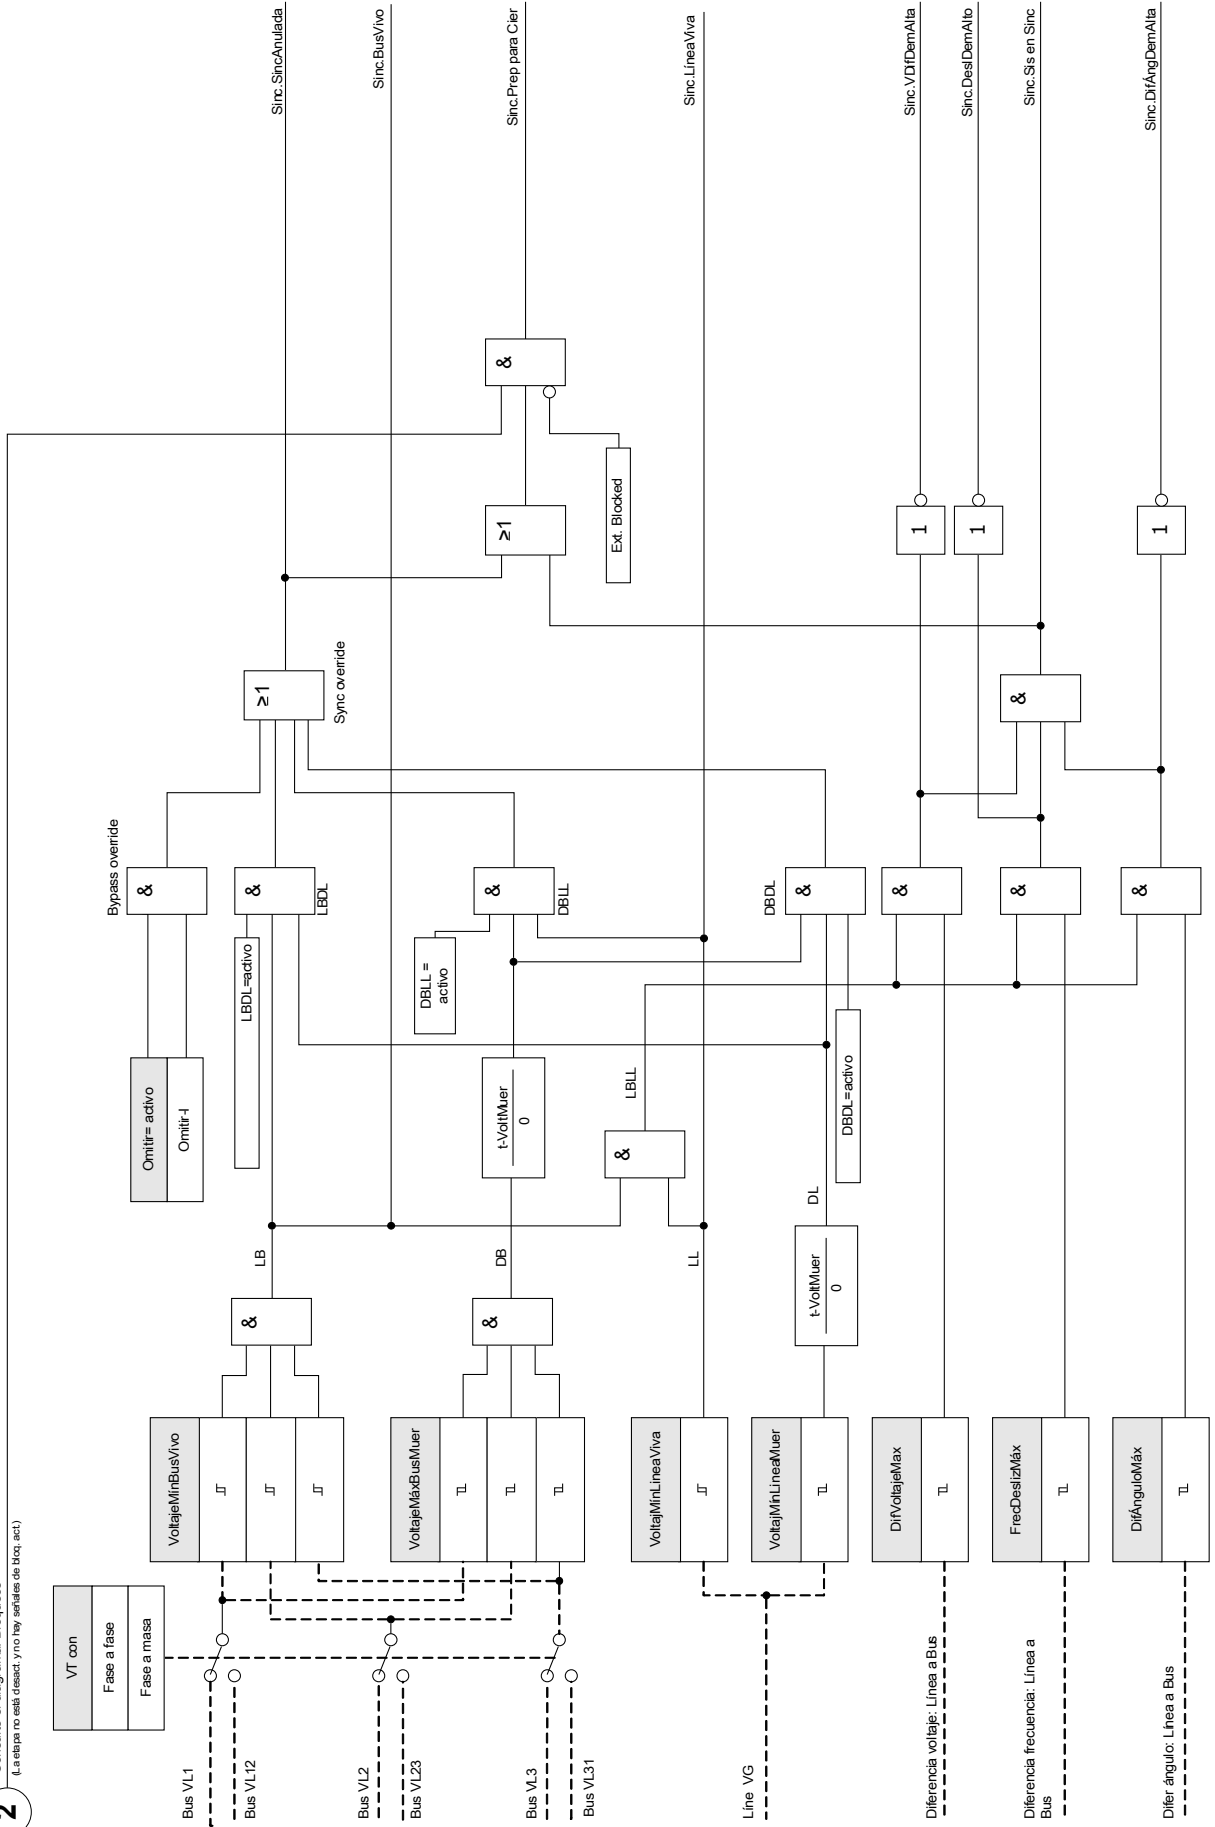 2
(La etapa no está desact. y no hay señales de bloq. act.)
VT con
Fase a fase
Fase a masa
Bus VL1
Bus VL12
Bus VL2
Bus VL23
Bus VL3
Bus VL31
Líne VG
Diferencia voltaje: Línea a Bus
Diferencia frecuencia: Línea a
Bus
Difer ángulo: Línea a Bus
VoltajeMínBusVivo
VoltajeMáxBusMuer
VoltajMínLineaViva
VoltajMínLineaMuer
DifVoltajeMax
FrecDeslizMáx
DifÁnguloMáx
&
&
LB
DB
LL
t-VoltMuer
0
DL
Omitir= activo
Omitir-I
LBDL=activo
t-VoltMuer
0
&
LBLL
DBLL =
activo
DBDL=activo
Bypass override
&
&
LBDL
&
DBLL
DBDL
&
&
&
&
≥1
Sync override
&
≥1
Ext. Blocked
1
1
1
&
Sinc.SincAnulada
Sinc.BusVivo
Sinc.Prep para Cier
Sinc.LíneaViva
Sinc.VDifDemAlta
Sinc.DeslDemAlto
Sinc.Sis en Sinc
Sinc.DifÁngDemAlta